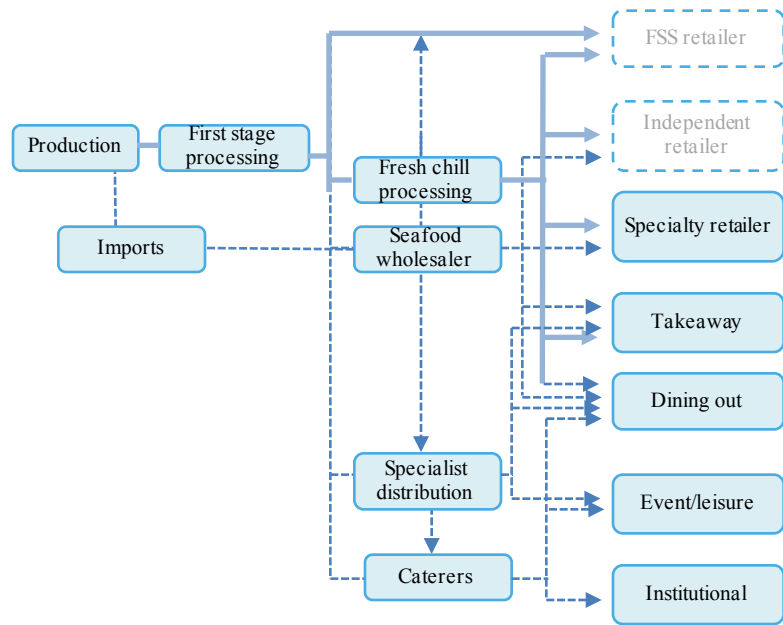 FSS retailer
Production
First stage
processing
Independent
retailer
Fresh chill
processing
Imports
Seafood
wholesaler
Specialty retailer
Takeaway
Dining out
Specialist
distribution
Event/leisure
Caterers
Institutional